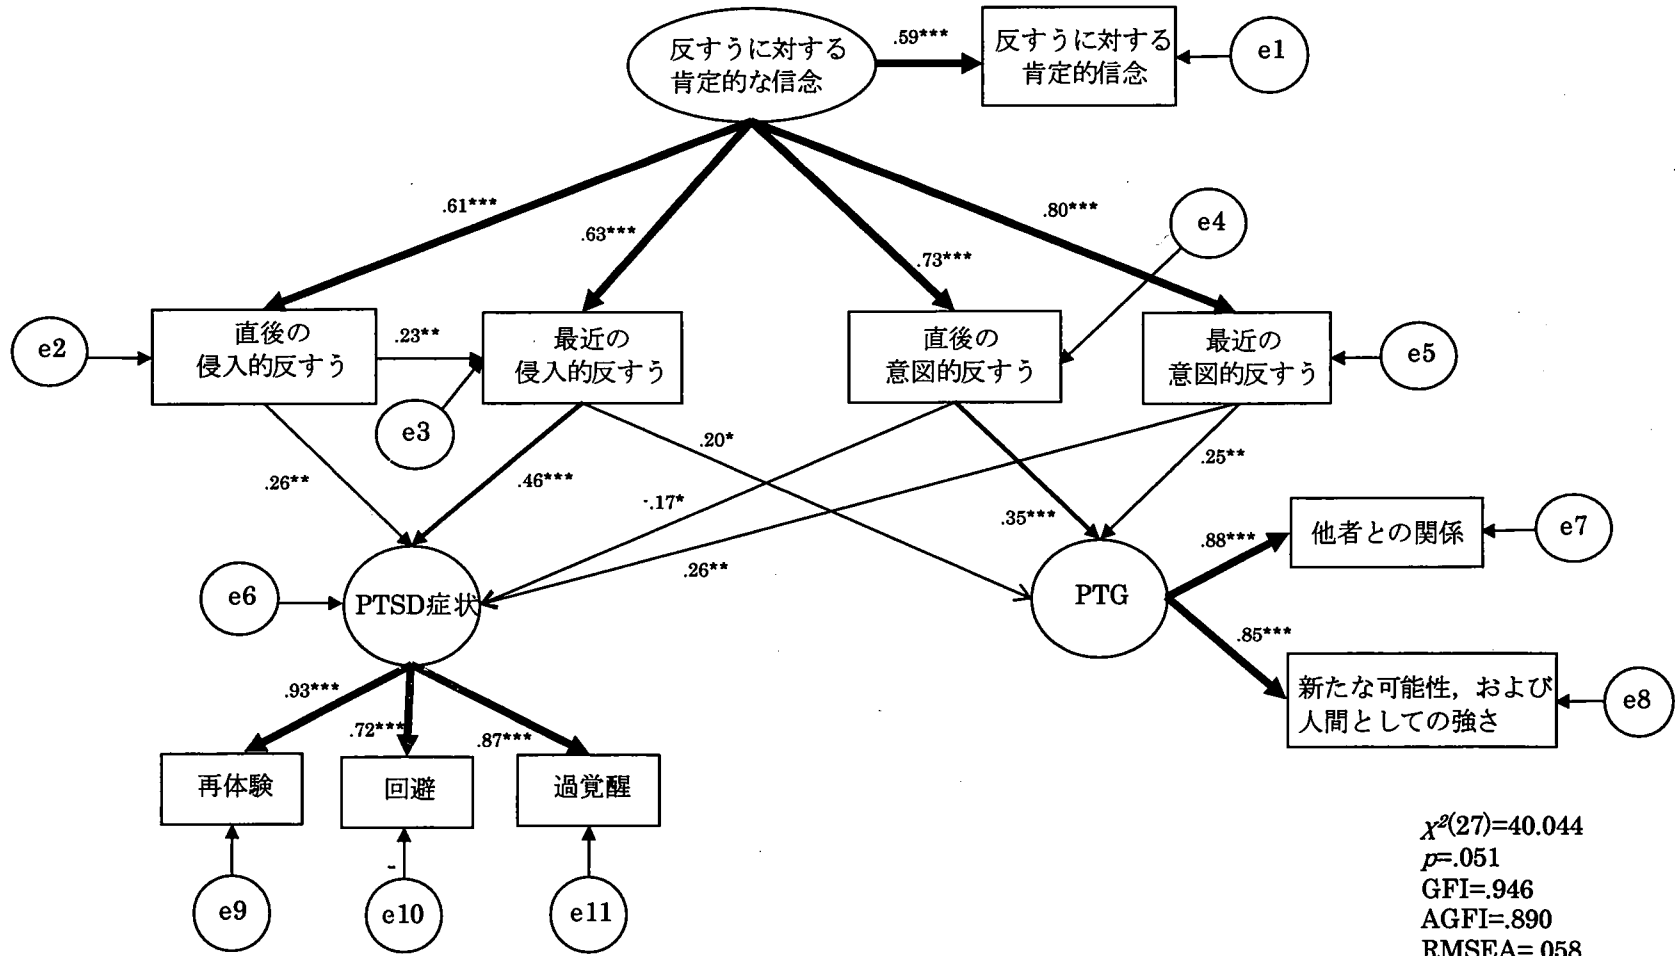 反すうに対する
肯定的な信念
.59***
反すうに対する
肯定的信念
e1
.61***
.63***
.73***
.80***
e4
e2
直後の
侵入的反すう
.23**
最近の
侵入的反すう
直後の
意図的反すう
最近の
意図的反すう
e5
e3
.26**
.46***
.20*
-.17*
.26**
.35***
.25**
e6
PTSD症状
PTG
.88***
他者との関係
e7
.85***
新たな可能性，および
人間としての強さ
e8
.93***
.72***
.87***
再体験
回避
過覚醒
e9
e10
e11
χ²(27)=40.044
p=.051
GFI=.946
AGFI=.890
RMSEA=.058